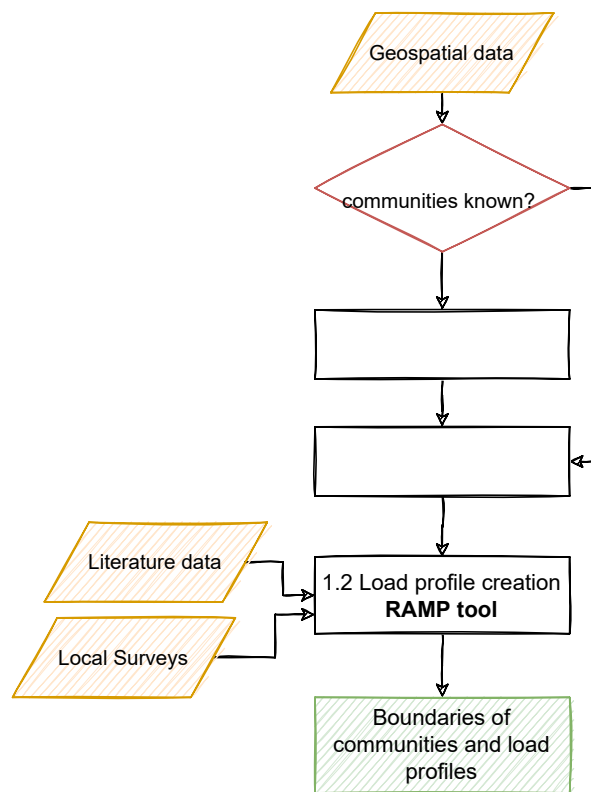 Geospatial data
communities known?
Literature data
1.2 Load profile creation
RAMP tool
Local Surveys
Boundaries of
communities and load
profiles